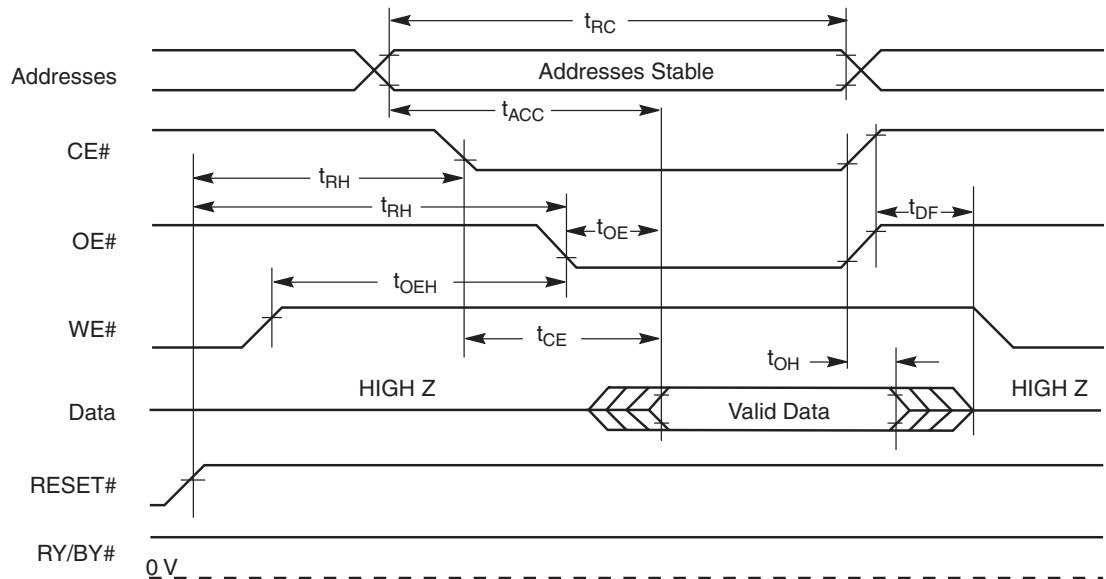 tRC
Addresses
Addresses Stable
tACC
CE#
tRH
tRH
tDF
OE#
tOE
tOEH
WE#
tCE
tOH
HIGH Z
HIGH Z
Data
Valid Data
RESET#
RY/BY#
0 V